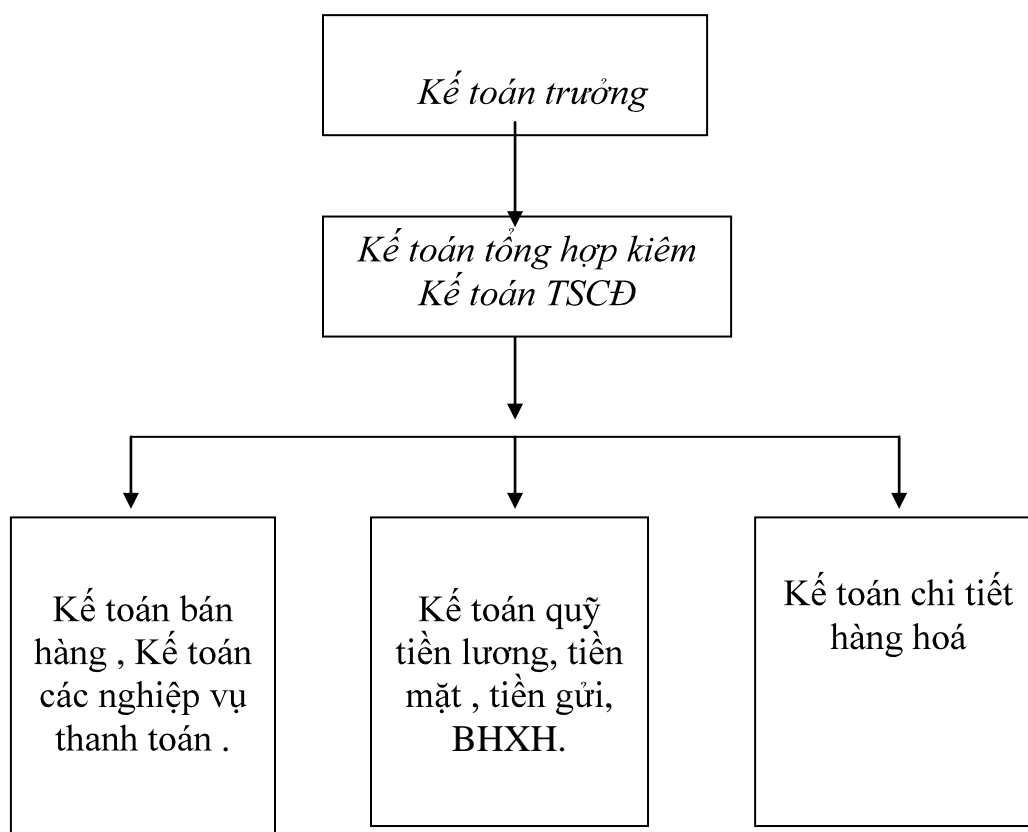 Kế toán trưởng
Kế toán tổng hợp kiêm
Kế toán TSCĐ
Kế toán bán
hàng , Kế toán
các nghiệp vụ
thanh toán .
Kế toán quỹ
tiền lương, tiền
mặt , tiền gửi,
BHXH.
Kế toán chi tiết
hàng hoá